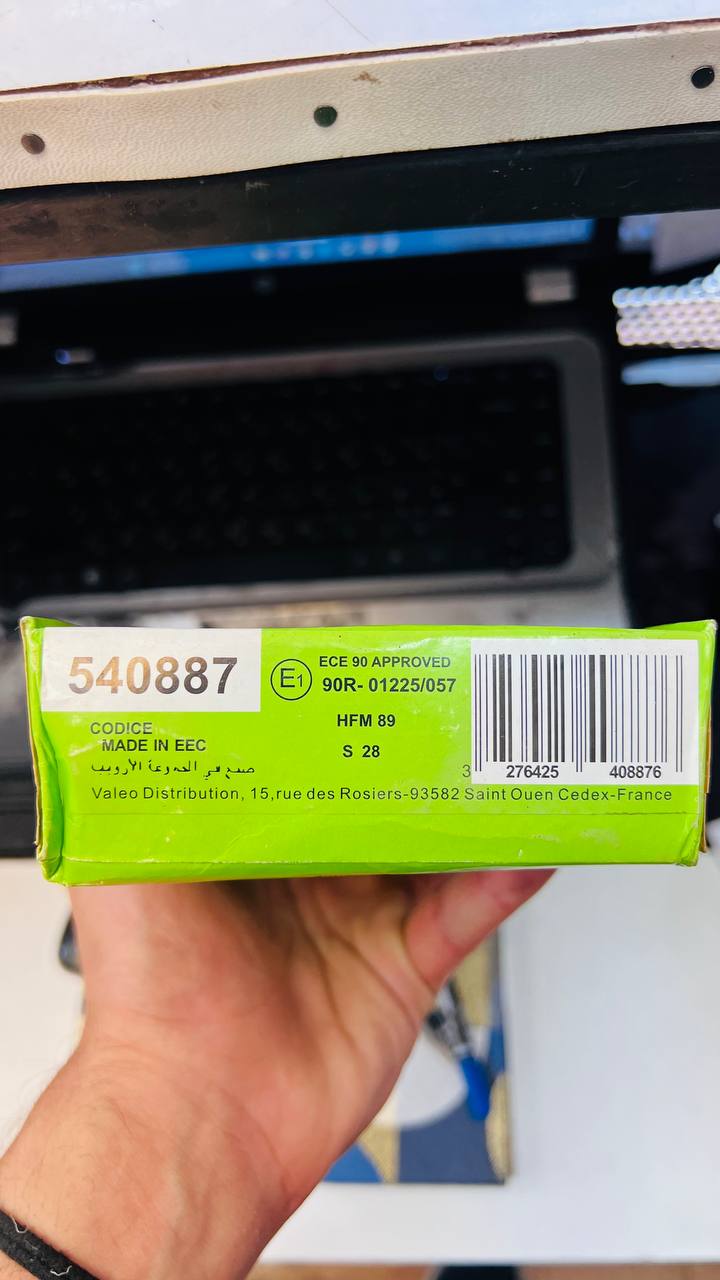 540887
E1
ECE 90 APPROVED
90R- 01225/057
HFM 89
S 28
CODICE
MADE IN EEC
صنع في المجموعة الأروبية
3 276425 408876
Valeo Distribution, 15,rue des Rosiers-93582 Saint Ouen Cedex-France